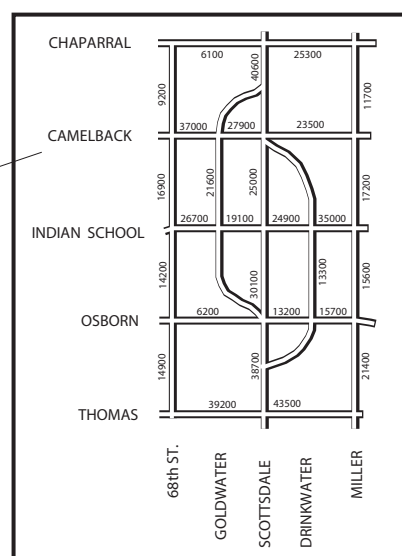 CHAPARRAL
6100
25300
9200
40600
11700
CAMELBACK
37000
27900
23500
16900
21600
25000
17200
INDIAN SCHOOL
26700
19100
24900
35000
14200
30100
13300
15600
OSBORN
6200
13200
15700
14900
38700
21400
THOMAS
39200
43500
68th ST.
GOLDWATER
SCOTTSDALE
DRINKWATER
MILLER